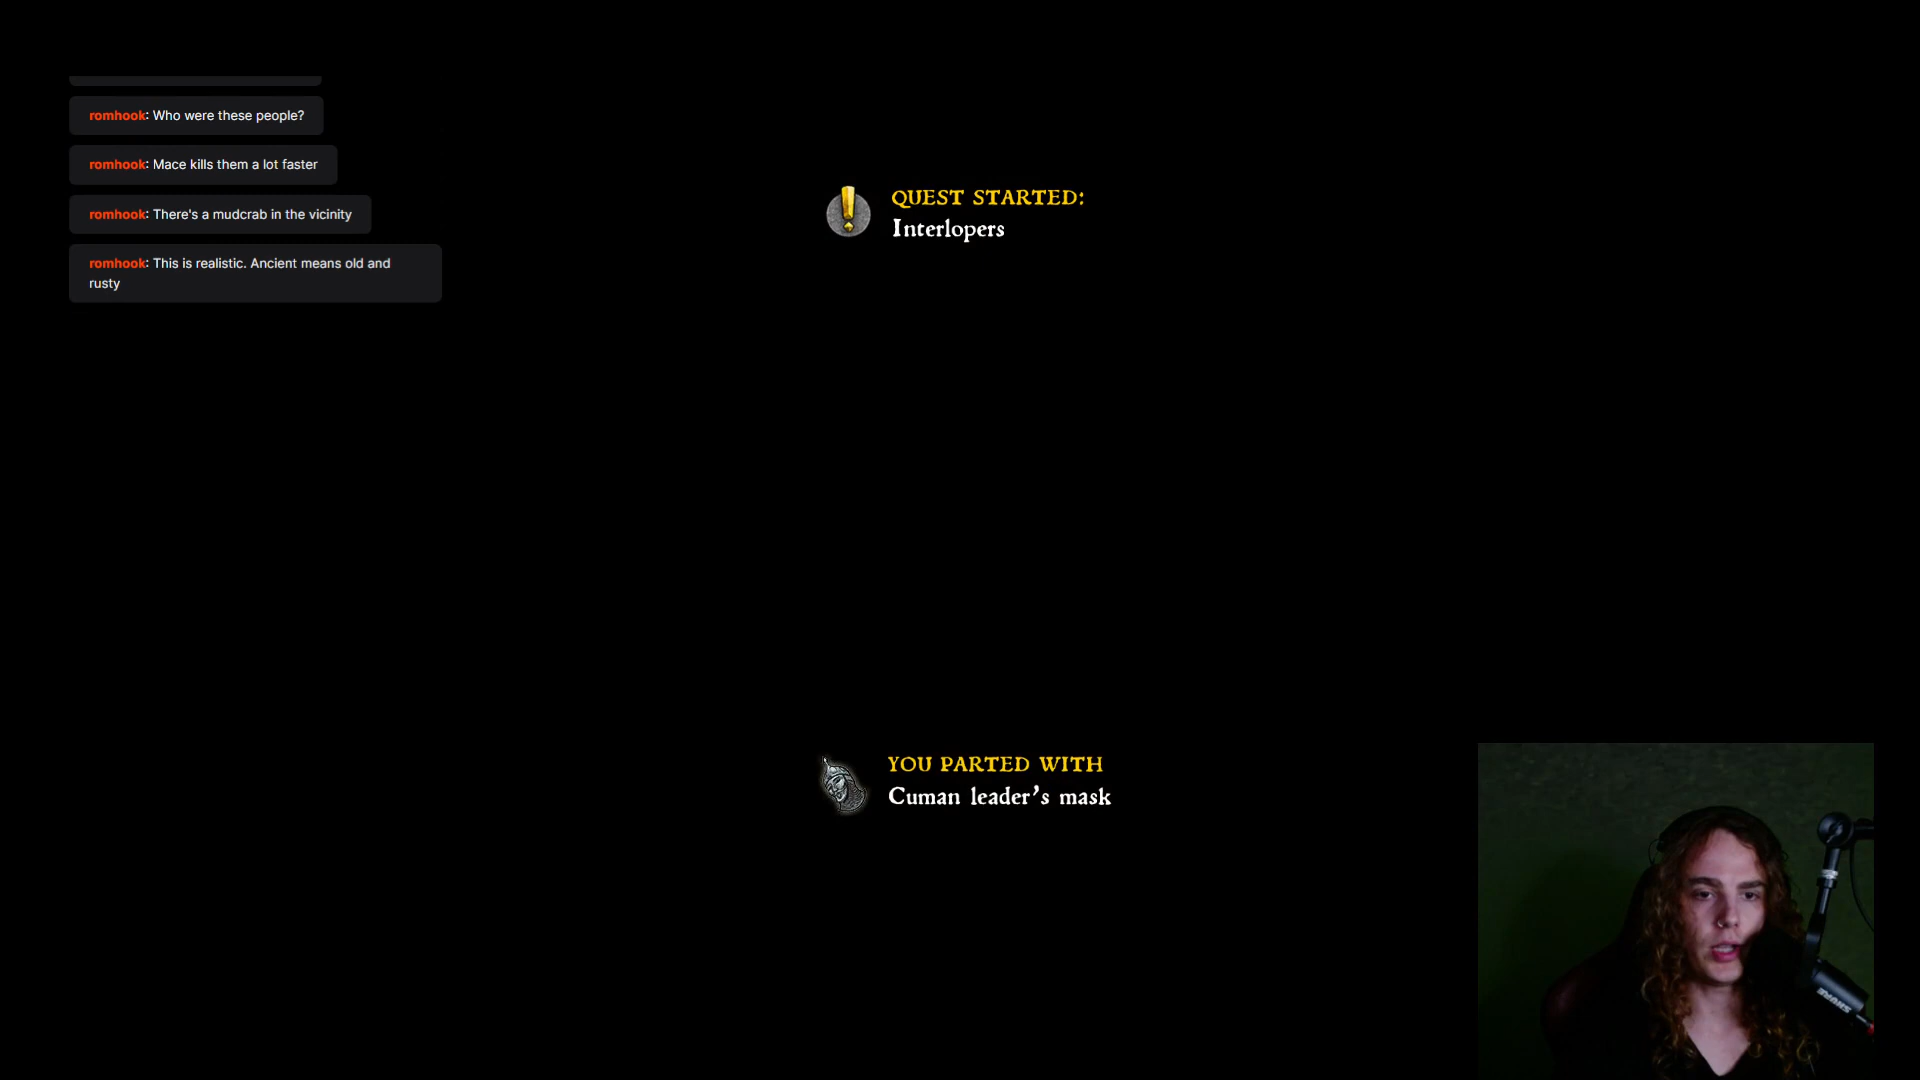 romhook: Who were these people?
romhook: Mace kills them a lot faster
romhook: There's a mudcrab in the vicinity
romhook: This is realistic. Ancient means old and
rusty
QUEST STARTED:
Interlopers
YOU PARTED WITH
Cuman leader's mask
SHURE